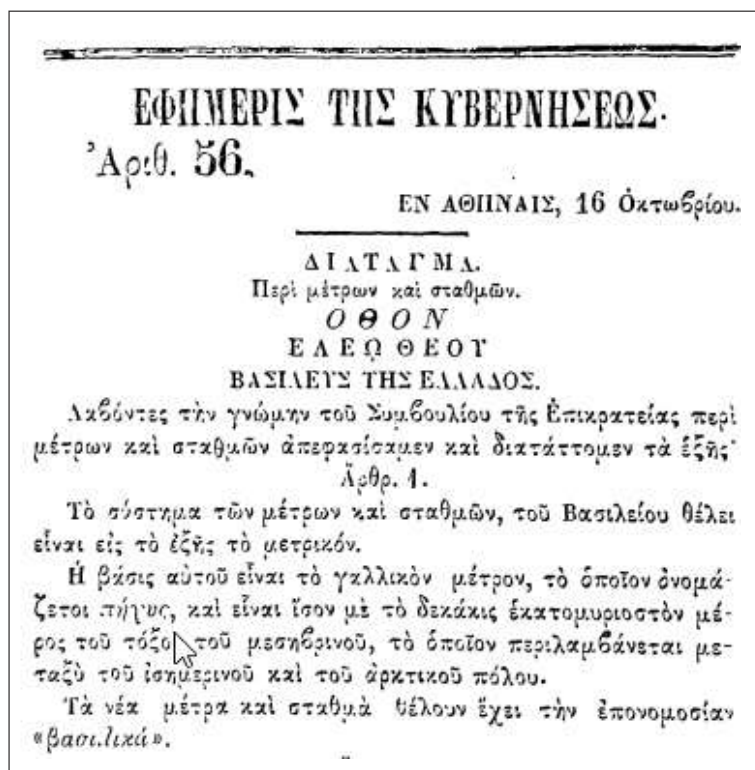 ΕΦΗΜΕΡΙΣ ΤΗΣ ΚΥΒΕΡΝΗΣΕΩΣ.
Ἀριθ. 56.
ΕΝ ΑΘΗΝΑΙΣ, 16 Ὀκτωβρίου.
ΔΙΑΤΑΓΜΑ.
Περὶ μέτρων καὶ σταθμῶν.
ΟΘΟΝ
ΕΛΕΩ ΘΕΟΥ
ΒΑΣΙΛΕΥΣ ΤΗΣ ΕΛΛΑΔΟΣ.
Λαβόντες τὴν γνώμην τοῦ Συμβουλίου τῆς Ἐπικρατείας περὶ
μέτρων καὶ σταθμῶν ἀπεφασίσαμεν καὶ διατάττομεν τὰ ἑξῆς·
Ἄρθρ. 1.
Τὸ σύστημα τῶν μέτρων καὶ σταθμῶν, τοῦ Βασιλείου θέλει
εἶναι εἰς τὸ ἑξῆς τὸ μετρικόν.
Ἡ βάσις αὐτοῦ εἶναι τὸ γαλλικὸν μέτρον, τὸ ὁποῖον ὀνομά-
ζετοι πῆχυς, καὶ εἶναι ἴσον μὲ τὸ δεκάκις ἑκατομυριοστὸν μέ-
ρος τοῦ τόξου τοῦ μεσηβρινοῦ, τὸ ὁποῖον περιλαμβάνεται με-
ταξὺ τοῦ ἰσημερινοῦ καὶ τοῦ ἀρκτικοῦ πόλου.
Τὰ νέα μέτρα καὶ σταθμὰ θέλουν ἔχει τὴν ἐπονομοσίαν
«βασιλικά».